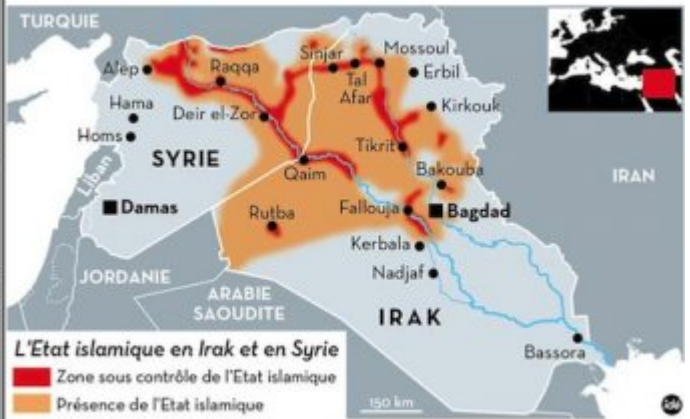 TURQUIE
Alep
Raqqa
Sinjar
Mossoul
Tal
Afar
Erbil
Hama
Deir el-Zor
Kirkouk
Homs
SYRIE
Tikrit
Liban
Qaim
Bakouba
IRAN
Damas
Rutba
Fallouja
Bagdad
Kerbala
JORDANIE
Nadjaf
ARABIE
SAOUDITE
IRAK
L'Etat islamique en Irak et en Syrie
Bassora
Zone sous contrôle de l'Etat islamique
Présence de l'Etat islamique
150 km
idé